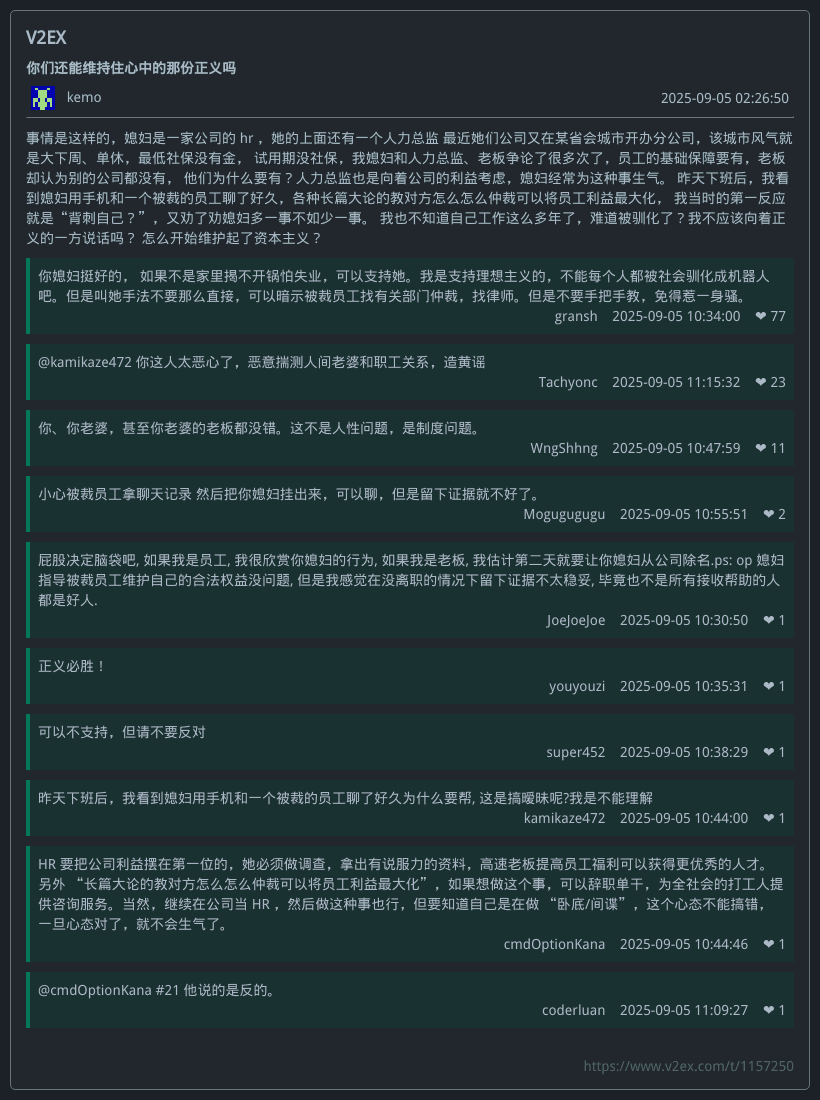 V2EX
你们还能维持住心中的那份正义吗
kemo 2025-09-05 02:26:50
事情是这样的，媳妇是一家公司的 hr ，她的上面还有一个人力总监 最近她们公司又在某省会城市开办分公司，该城市风气就
是大下周、单休，最低社保没有金， 试用期没社保，我媳妇和人力总监、老板争论了很多次了，员工的基础保障要有，老板
却认为别的公司都没有， 他们为什么要有？人力总监也是向着公司的利益考虑，媳妇经常为这种事生气。 昨天下班后，我看
到媳妇用手机和一个被裁的员工聊了好久，各种长篇大论的教对方怎么怎么仲裁可以将员工利益最大化， 我当时的第一反应
就是“背刺自己？”，又劝了劝媳妇多一事不如少一事。 我也不知道自己工作这么多年了，难道被驯化了？我不应该向着正
义的一方说话吗？ 怎么开始维护起了资本主义？
你媳妇挺好的， 如果不是家里揭不开锅怕失业，可以支持她。我是支持理想主义的，不能每个人都被社会驯化成机器人
吧。但是叫她手法不要那么直接，可以暗示被裁员工找有关部门仲裁，找律师。但是不要手把手教，免得惹一身骚。
gransh 2025-09-05 10:34:00 ❤ 77
@kamikaze472 你这人太恶心了，恶意揣测人间老婆和职工关系，造黄谣
Tachyonc 2025-09-05 11:15:32 ❤ 23
你、你老婆，甚至你老婆的老板都没错。这不是人性问题，是制度问题。
WngShhng 2025-09-05 10:47:59 ❤ 11
小心被裁员工拿聊天记录 然后把你媳妇挂出来，可以聊，但是留下证据就不好了。
Mogugugugu 2025-09-05 10:55:51 ❤ 2
屁股决定脑袋吧, 如果我是员工, 我很欣赏你媳妇的行为, 如果我是老板, 我估计第二天就要让你媳妇从公司除名.ps: op 媳妇
指导被裁员工维护自己的合法权益没问题, 但是我感觉在没离职的情况下留下证据不太稳妥, 毕竟也不是所有接收帮助的人
都是好人.
JoeJoeJoe 2025-09-05 10:30:50 ❤ 1
正义必胜！
youyouzi 2025-09-05 10:35:31 ❤ 1
可以不支持，但请不要反对
super452 2025-09-05 10:38:29 ❤ 1
昨天下班后，我看到媳妇用手机和一个被裁的员工聊了好久为什么要帮, 这是搞暧昧呢?我是不能理解
kamikaze472 2025-09-05 10:44:00 ❤ 1
HR 要把公司利益摆在第一位的，她必须做调查，拿出有说服力的资料，高速老板提高员工福利可以获得更优秀的人才。
另外 “长篇大论的教对方怎么怎么仲裁可以将员工利益最大化”，如果想做这个事，可以辞职单干，为全社会的打工人提
供咨询服务。当然，继续在公司当 HR ，然后做这种事也行，但要知道自己是在做 “卧底/间谍”，这个心态不能搞错，
一旦心态对了，就不会生气了。
cmdOptionKana 2025-09-05 10:44:46 ❤ 1
@cmdOptionKana #21 他说的是反的。
coderluan 2025-09-05 11:09:27 ❤ 1
https://www.v2ex.com/t/1157250